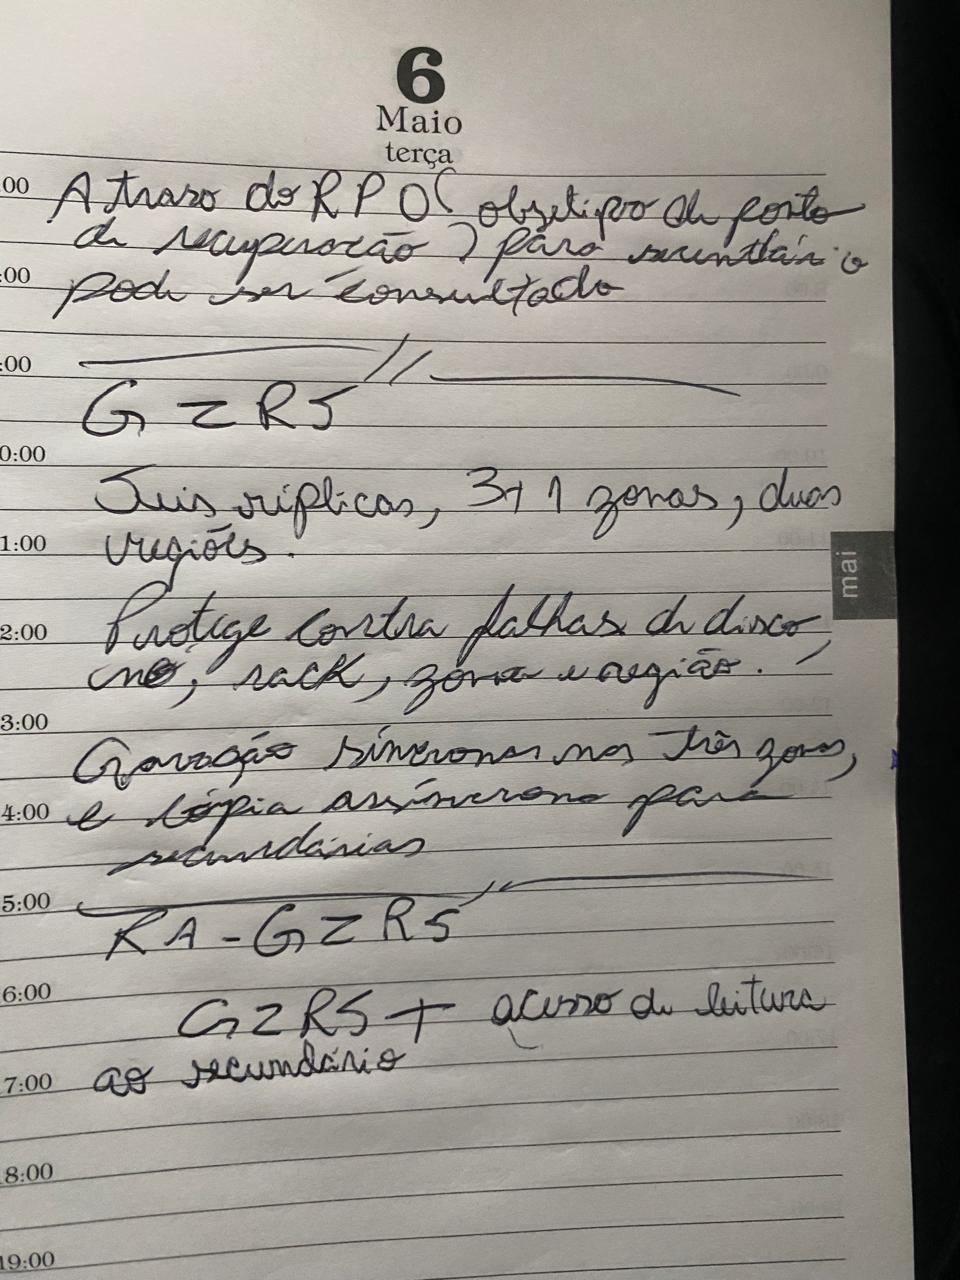 6
Maio
terça
:00 Atraso do RPO (objetipo de ponto
de recuperação) para secundário
:00 pode ser consultado
:00
GZRS
0:00
Seis réplicas, 3+1 zonas, duas
1:00 regiões.
2:00 Protege contra falhas de disco,
nó, rack, zona e região.
3:00
Gravação síncronas nas três zonas,
4:00 e cópia assíncrona para
secundárias
5:00
RA-GZRS
6:00 GZRS + acesso de leitura
7:00 ao secundário
8:00
19:00
mai